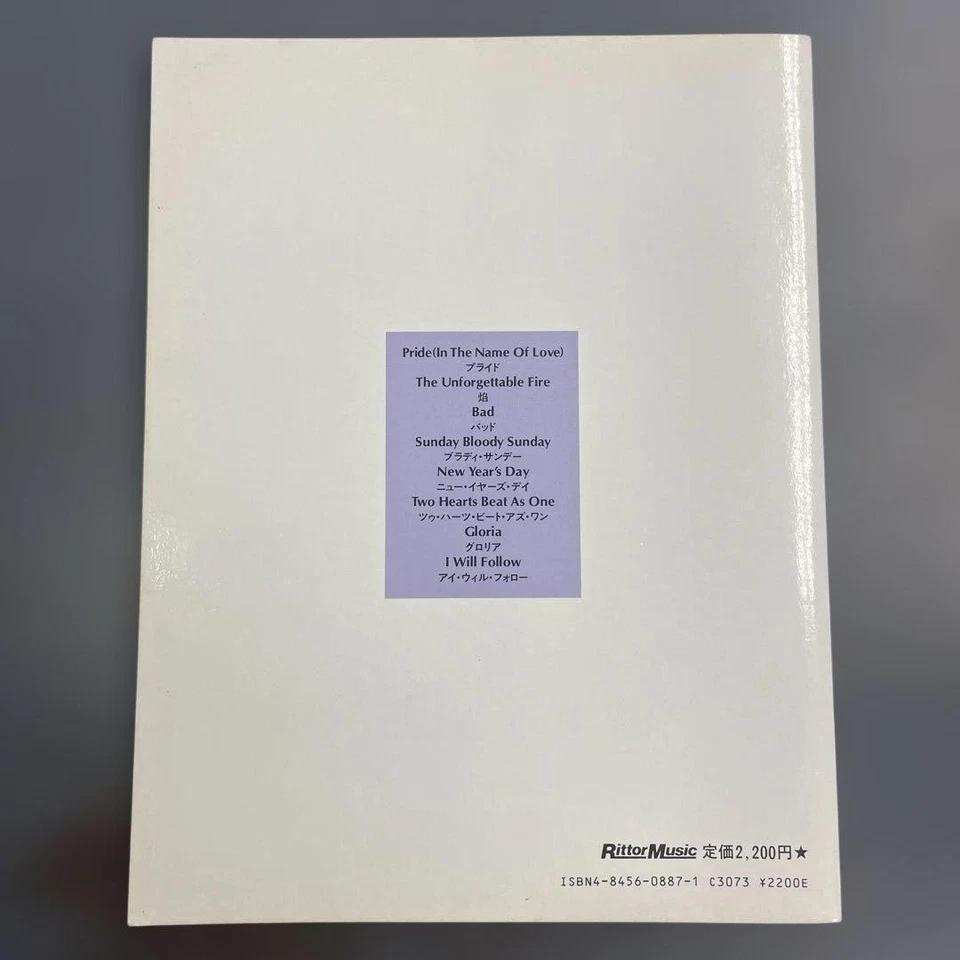 Pride(In The Name Of Love)
プライド
The Unforgettable Fire
焰
Bad
バッド
Sunday Bloody Sunday
ブラディ・サンデー
New Year's Day
ニュー・イヤーズ・デイ
Two Hearts Beat As One
ツゥ・ハーツ・ビート・アズ・ワン
Gloria
グロリア
I Will Follow
アイ・ウィル・フォロー
RittorMusic 定価2,200円★
ISBN4-8456-0887-1 C3073 ¥2200E